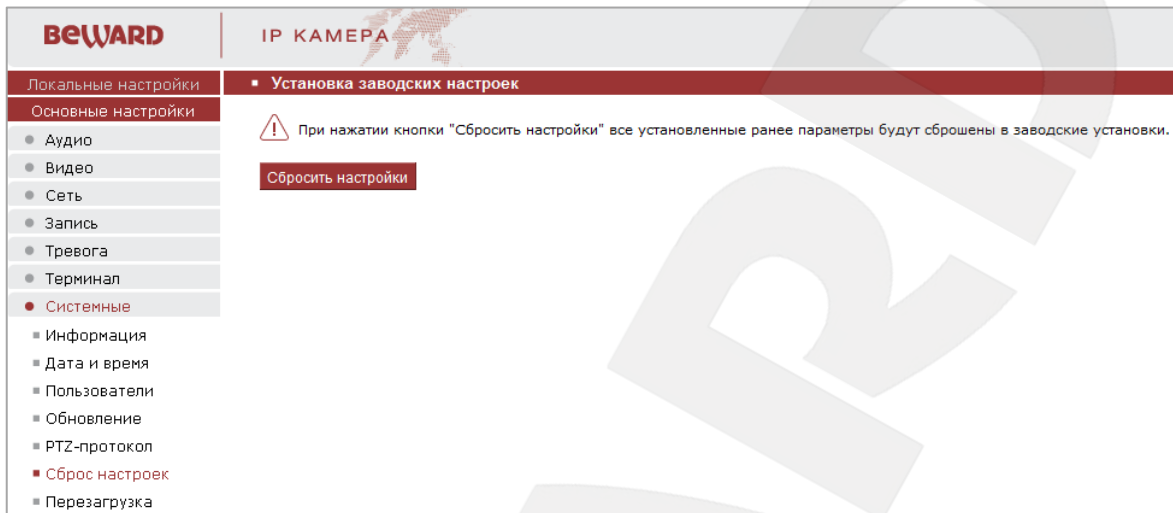 BEWARD
IP КАМЕРА
Локальные настройки
Основные настройки
Аудио
Видео
Сеть
Запись
Тревога
Терминал
Системные
Информация
Дата и время
Пользователи
Обновление
PTZ-протокол
Сброс настроек
Перезагрузка
Установка заводских настроек
При нажатии кнопки "Сбросить настройки" все установленные ранее параметры будут сброшены в заводские установки.
Сбросить настройки